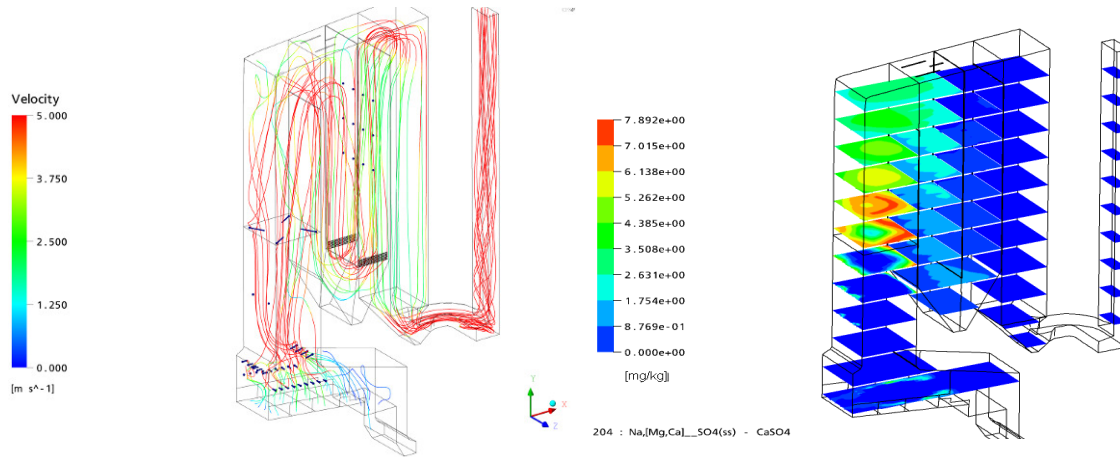 Velocity
5.000
3.750
2.500
1.250
0.000
[m s^-1]
Y
X
Z
7.892e+00
7.015e+00
6.138e+00
5.262e+00
4.385e+00
3.508e+00
2.631e+00
1.754e+00
8.769e-01
0.000e+00
[mg/kg]
204 : Na,[Mg,Ca]__SO4(ss) - CaSO4